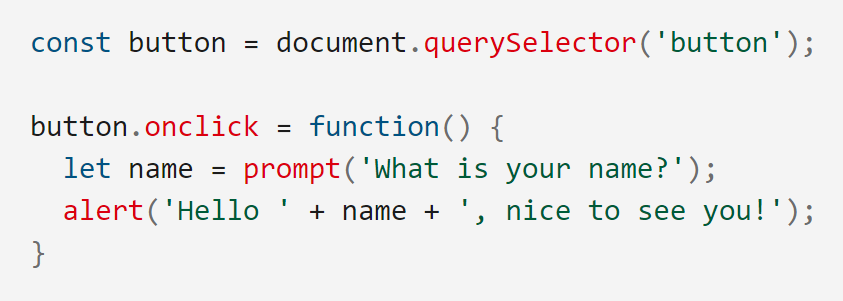 const button = document.querySelector('button');
button.onclick = function() {
let name = prompt('What is your name?');
alert('Hello ' + name + ', nice to see you!');
}